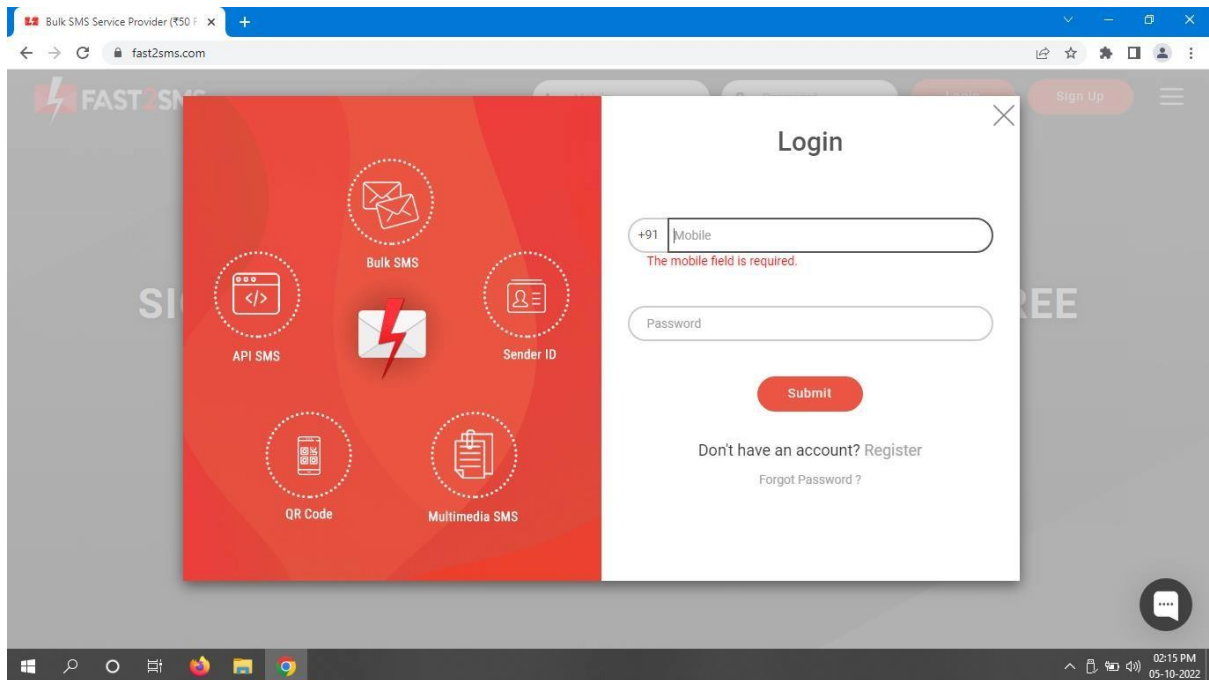 Bulk SMS Service Provider (₹50 F
fast2sms.com
FAST2SMS
Sign Up
Login
+91 Mobile
The mobile field is required.
Password
Submit
Don't have an account? Register
Forgot Password ?
Bulk SMS
API SMS
Sender ID
QR Code
Multimedia SMS
SI
REE
02:15 PM
05-10-2022